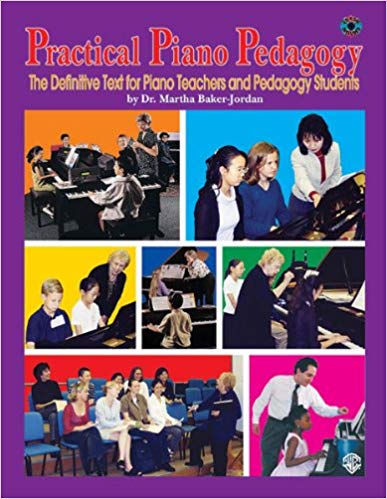 Practical Piano Pedagogy
The Definitive Text for Piano Teachers and Pedagogy Students
by Dr. Martha Baker-Jordan